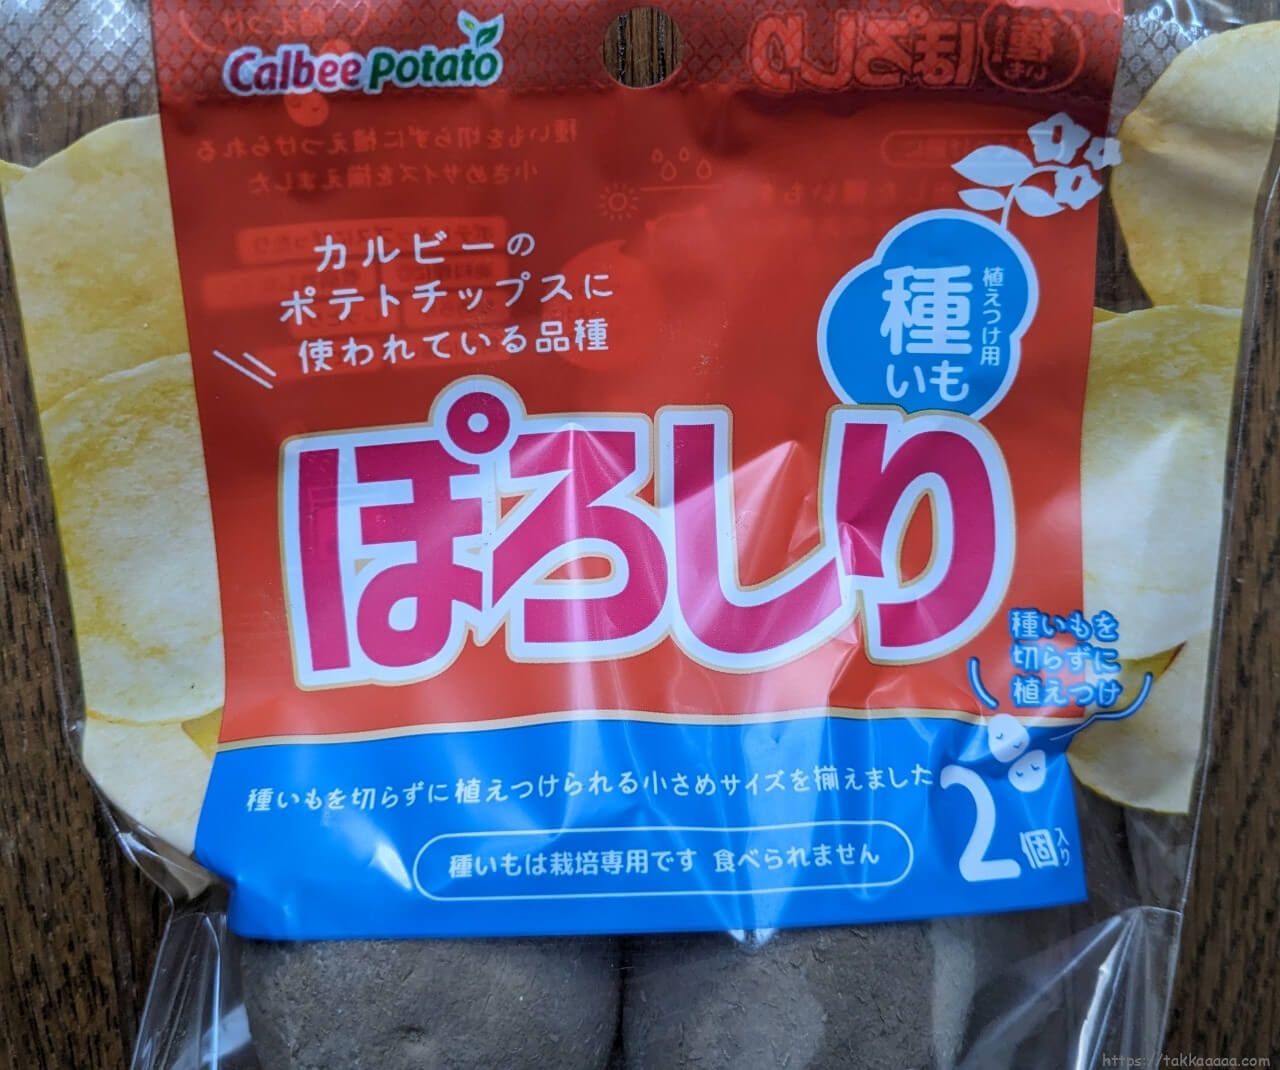 Calbee Potato
カルビーの
ポテトチップスに
使われている品種
植えつけ用
種
いも
ぽろしり
種いもを
切らずに
植えつけ
種いもを切らずに植えつけられる小さめサイズを揃えました
2個入り
種いもは栽培専用です 食べられません
https://takkaaaaa.com